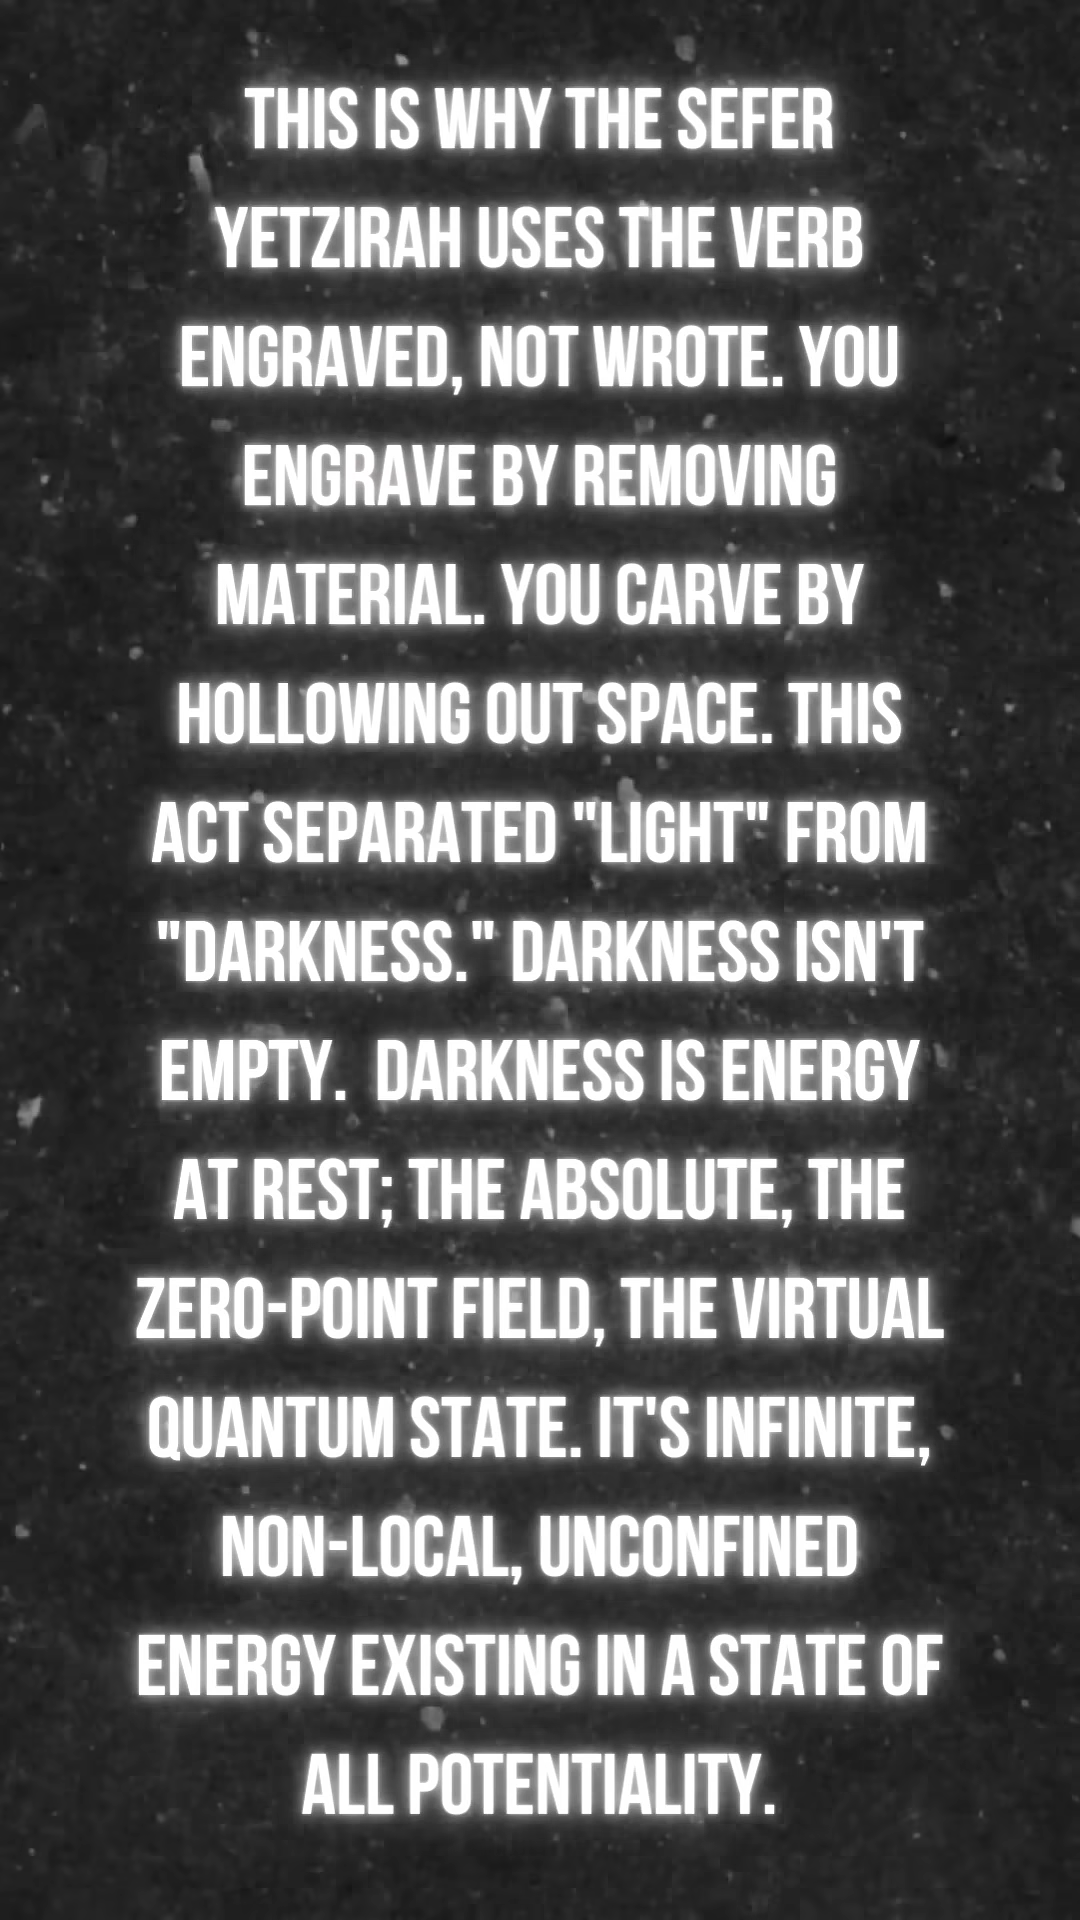 THIS IS WHY THE SEFER
YETZIRAH USES THE VERB
ENGRAVED, NOT WROTE. YOU
ENGRAVE BY REMOVING
MATERIAL. YOU CARVE BY
HOLLOWING OUT SPACE. THIS
ACT SEPARATED "LIGHT" FROM
"DARKNESS." DARKNESS ISN'T
EMPTY.  DARKNESS IS ENERGY
AT REST; THE ABSOLUTE, THE
ZERO-POINT FIELD, THE VIRTUAL
QUANTUM STATE. IT'S INFINITE,
NON-LOCAL, UNCONFINED
ENERGY EXISTING IN A STATE OF
ALL POTENTIALITY.